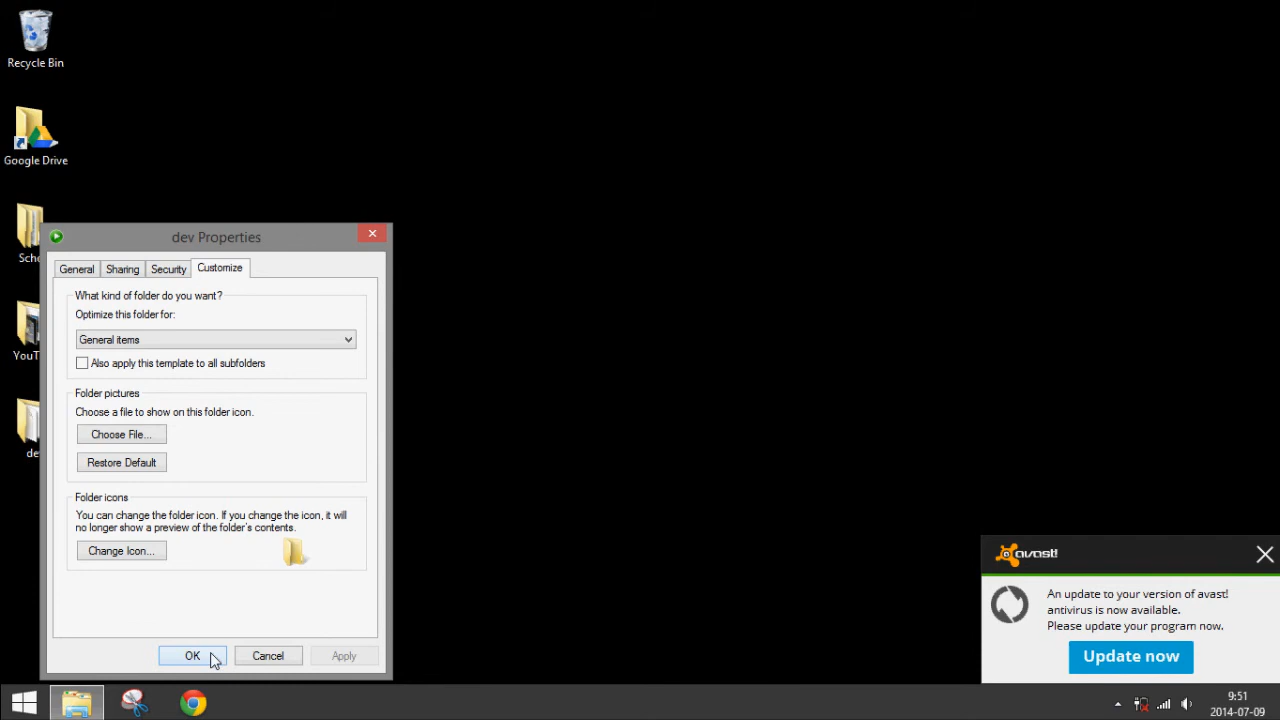 Recycle Bin
Google Drive
Scho
YouT
de
dev Properties
General Sharing Security Customize
What kind of folder do you want?
Optimize this folder for:
General items
Also apply this template to all subfolders
Folder pictures
Choose a file to show on this folder icon.
Choose File...
Restore Default
Folder icons
You can change the folder icon. If you change the icon, it will
no longer show a preview of the folder's contents.
Change Icon...
OK Cancel Apply
avast!
An update to your version of avast!
antivirus is now available.
Please update your program now.
Update now
9:51
2014-07-09